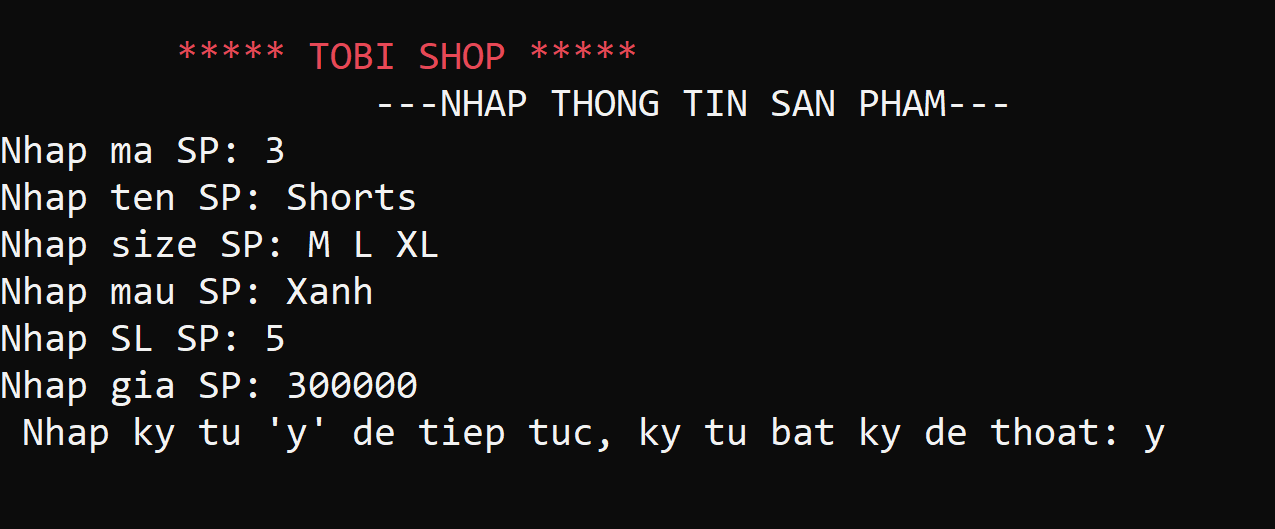 ***** TOBI SHOP *****
---NHAP THONG TIN SAN PHAM---
Nhap ma SP: 3
Nhap ten SP: Shorts
Nhap size SP: M L XL
Nhap mau SP: Xanh
Nhap SL SP: 5
Nhap gia SP: 300000
Nhap ky tu 'y' de tiep tuc, ky tu bat ky de thoat: y